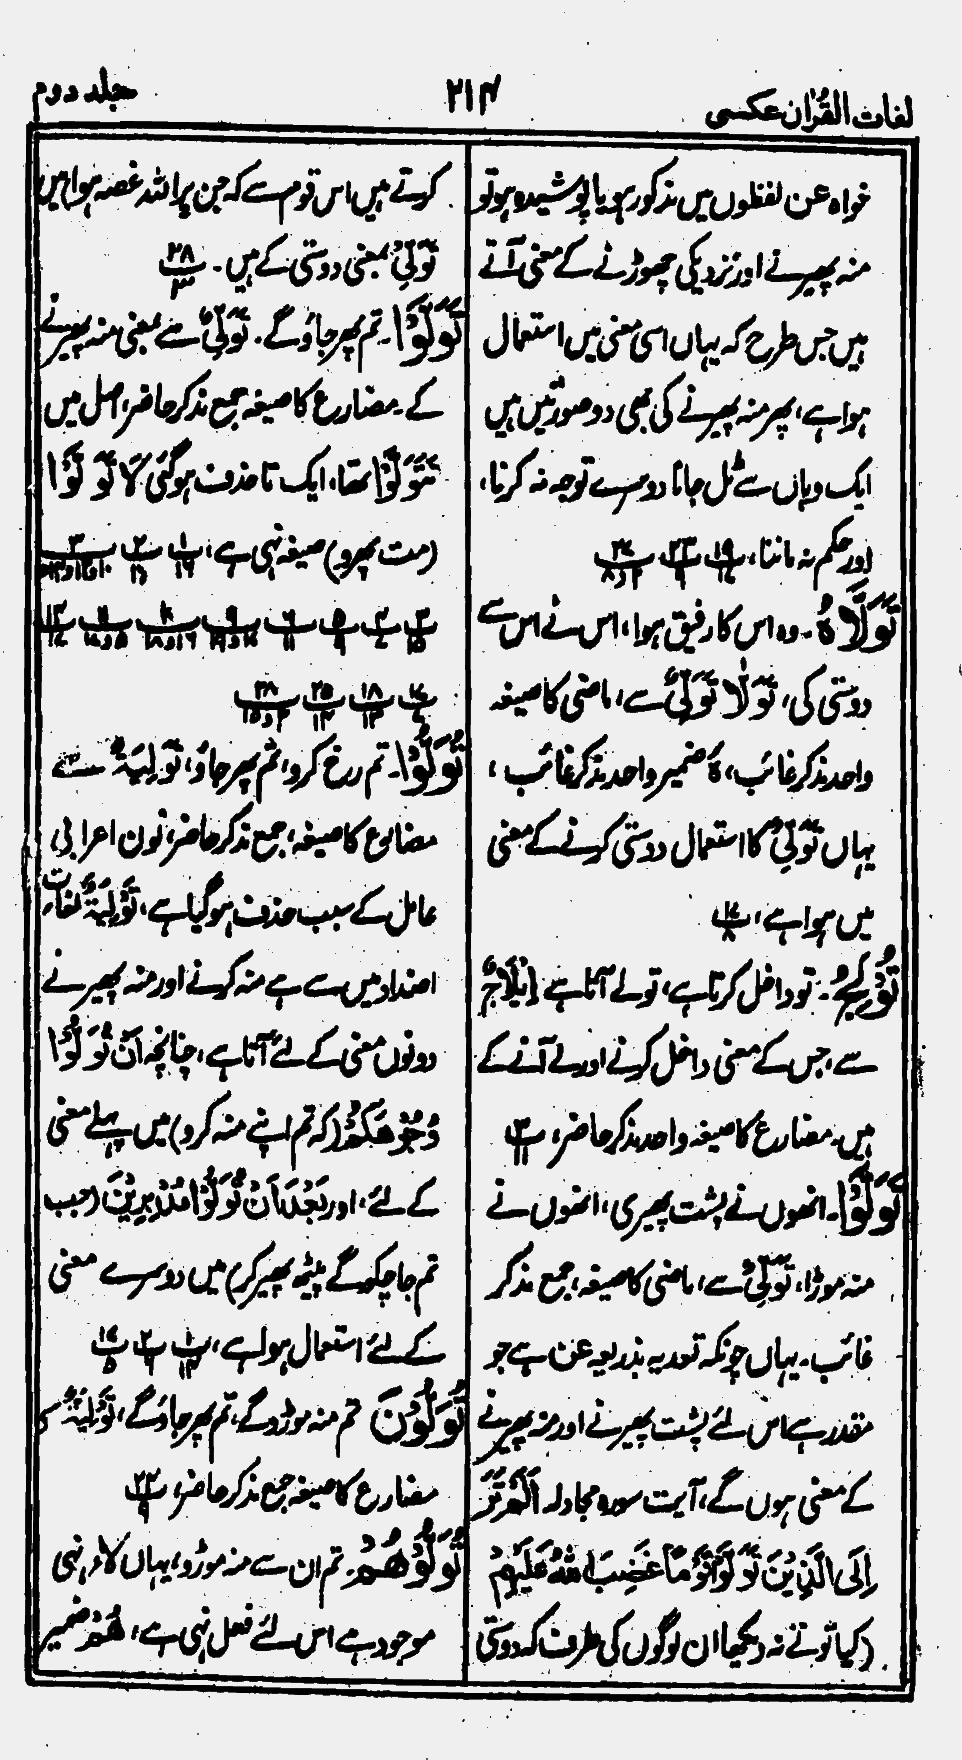 لغات القرآن عکسی
۲۱۴
جلد دوم
خواہ عن لفظوں میں مذکور ہو یا پوشیدہ ہو تو
منہ پھیرنے اور نزدیکی چھوڑنے کے معنی آتے
ہیں جس طرح کہ یہاں اسی معنی میں استعمال
ہوا ہے، پھر منہ پھیرنے کی بھی دو صورتیں ہیں
ایک وہاں سے ٹل جانا دوسرے توجہ نہ کرنا،
اور حکم نہ ماننا،
تَوَلَّاہُ۔ وہ اس کا رفیق ہوا، اس نے اس سے
دوستی کی، تَوَلَّا تَوَلِّیٌ سے، ماضی کا صیغہ
واحد مذکر غائب، ہٗ ضمیر واحد مذکر غائب،
یہاں تَوَلِّیٌ کا استعمال دوستی کرنے کے معنی
میں ہوا ہے،
تُوْلِجُ۔ تو داخل کرتا ہے، تو لے آتا ہے اِیْلَاجٌ
سے، جس کے معنی داخل کرنے اور لے آنے کے
ہیں۔ مضارع کا صیغہ واحد مذکر حاضر، پ ۳/۱۱
تَوَلَّوْا۔ انھوں نے پشت پھیری، انھوں نے
منہ موڑا، تَوَلِّیٌ سے، ماضی کا صیغہ، جمع مذکر
غائب۔ یہاں چونکہ تعدیہ بذریعہ عن ہے جو
مقدر ہے اس لئے پشت پھیرنے اور منہ پھیرنے
کے معنی ہوں گے، آیت سورہ مجادلہ اَلَمْ تَرَ
اِلَی الَّذِیْنَ تَوَلَّوْا قَوْمًا غَضِبَ اللّٰہُ عَلَیْہِمْ
(کیا تو نے نہ دیکھا ان لوگوں کی طرف کہ دوستی
کرتے ہیں اس قوم سے کہ جن پر اللہ غصہ ہوا) میں
تَوَلِّیٌ بمعنی دوستی کے ہیں۔ پ ۲۸/۳
تَوَلَّوْا۔ تم پھر جاؤ گے۔ تَوَلِّیٌ سے بمعنی منہ پھیرنے
کے۔ مضارع کا صیغہ جمع مذکر حاضر، اصل میں
تَتَوَلَّوْا تھا، ایک تا حذف ہو گئی لَا تَوَلَّوْا
(مت پھرو) صیغہ نہی ہے،
تُوَلُّوْا۔ تم رخ کرو، تم پھر جاؤ، تَوْلِیَۃٌ سے
مضارع کا صیغہ، جمع مذکر حاضر، نون اعرابی
عامل کے سبب حذف ہو گیا ہے، تَوْلِیَۃٌ لغات
اضداد میں سے ہے منہ کرنے اور منہ پھیرنے
دونوں معنی کے لئے آتا ہے، چنانچہ اَنْ تُوَلُّوْا
وُجُوْہَکُمْ (کہ تم اپنے منہ کرو) میں پہلے معنی
کے لئے، اور بَعْدَ اَنْ تُوَلُّوْا مُدْبِرِیْنَ (جب
تم جا چکو گے پیٹھ پھیر کر) میں دوسرے معنی
کے لئے استعمال ہوا ہے،
تُوَلُّوْنَ تم منہ موڑو گے، تم پھر جاؤ گے، تَوْلِیَۃٌ سے
مضارع کا صیغہ جمع مذکر حاضر،
تُوَلُّوْہُمْ۔ تم ان سے منہ موڑو، یہاں لاء نہی
موجود ہے اس لئے فعل نہی ہے، ہُمْ ضمیر